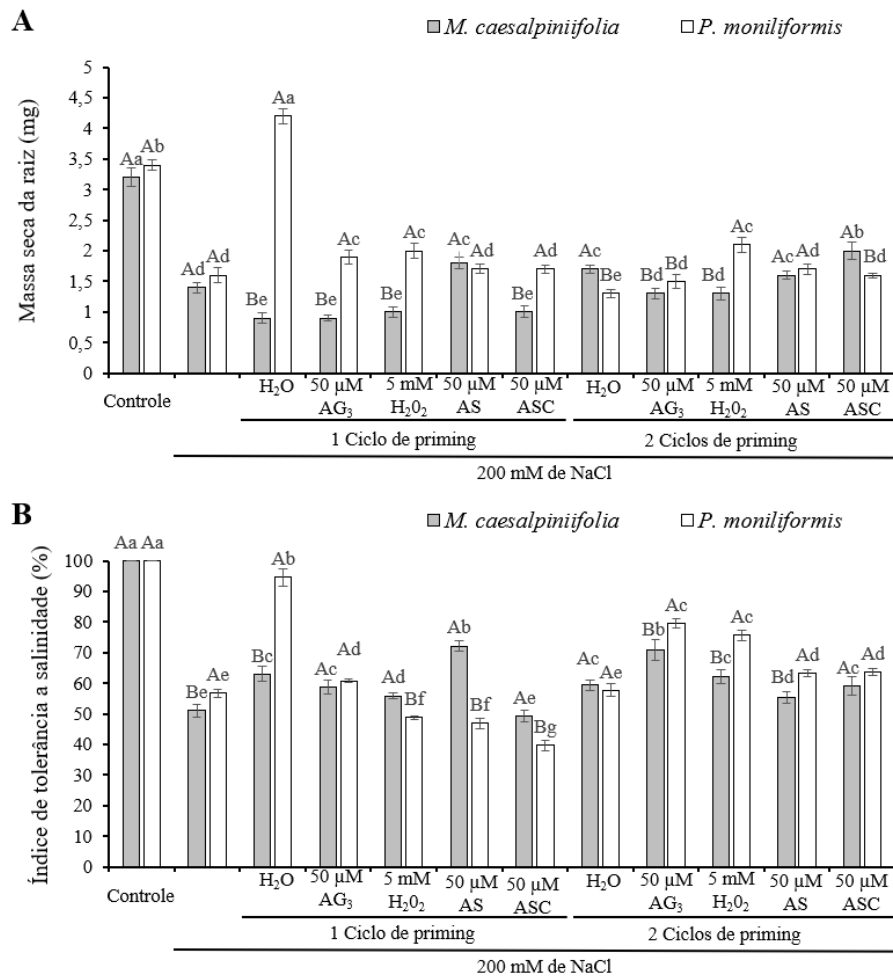 A
M. caesalpiniifolia P. moniliformis
Massa seca da raiz (mg)
5
4,5
4
3,5
3
2,5
2
1,5
1
0,5
0
Aa Ab Ad Ad Be Aa Be Ac Be Ac Ac Ad Be Ac Ac Be Bd Bd Bd Ac Ac Ad Ab Bd
Controle
H₂O 50 µM 5 mM 50 µM 50 µM H₂O 50 µM 5 mM 50 µM 50 µM
AG₃ H₂0₂ AS ASC AG₃ H₂0₂ AS ASC
1 Ciclo de priming 2 Ciclos de priming
200 mM de NaCl
B
M. caesalpiniifolia P. moniliformis
Índice de tolerância a salinidade (%)
100
90
80
70
60
50
40
30
20
10
0
Aa Aa Be Ae Bc Ab Ac Ad Ad Bf Ab Bf Ae Bg Ac Ae Bb Ac Bc Ac Bd Ad Ac Ad
Controle
H₂O 50 µM 5 mM 50 µM 50 µM H₂O 50 µM 5 mM 50 µM 50 µM
AG₃ H₂0₂ AS ASC AG₃ H₂0₂ AS ASC
1 Ciclo de priming 2 Ciclos de priming
200 mM de NaCl